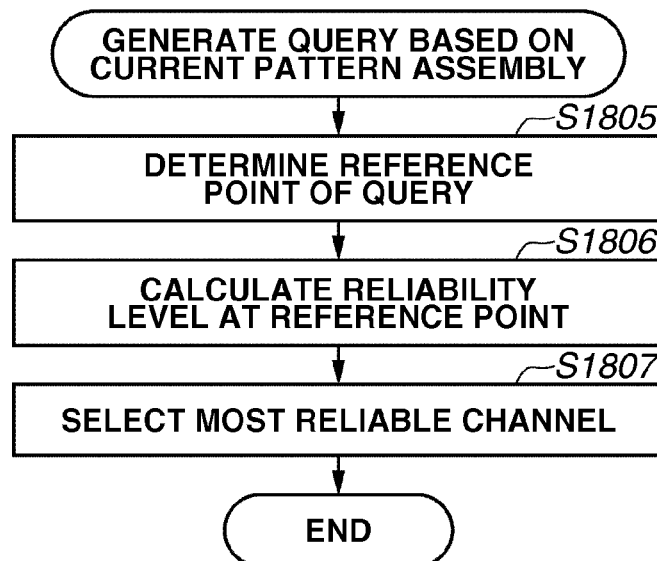 GENERATE QUERY BASED ON
CURRENT PATTERN ASSEMBLY
S1805
DETERMINE REFERENCE
POINT OF QUERY
S1806
CALCULATE RELIABILITY
LEVEL AT REFERENCE POINT
S1807
SELECT MOST RELIABLE CHANNEL
END